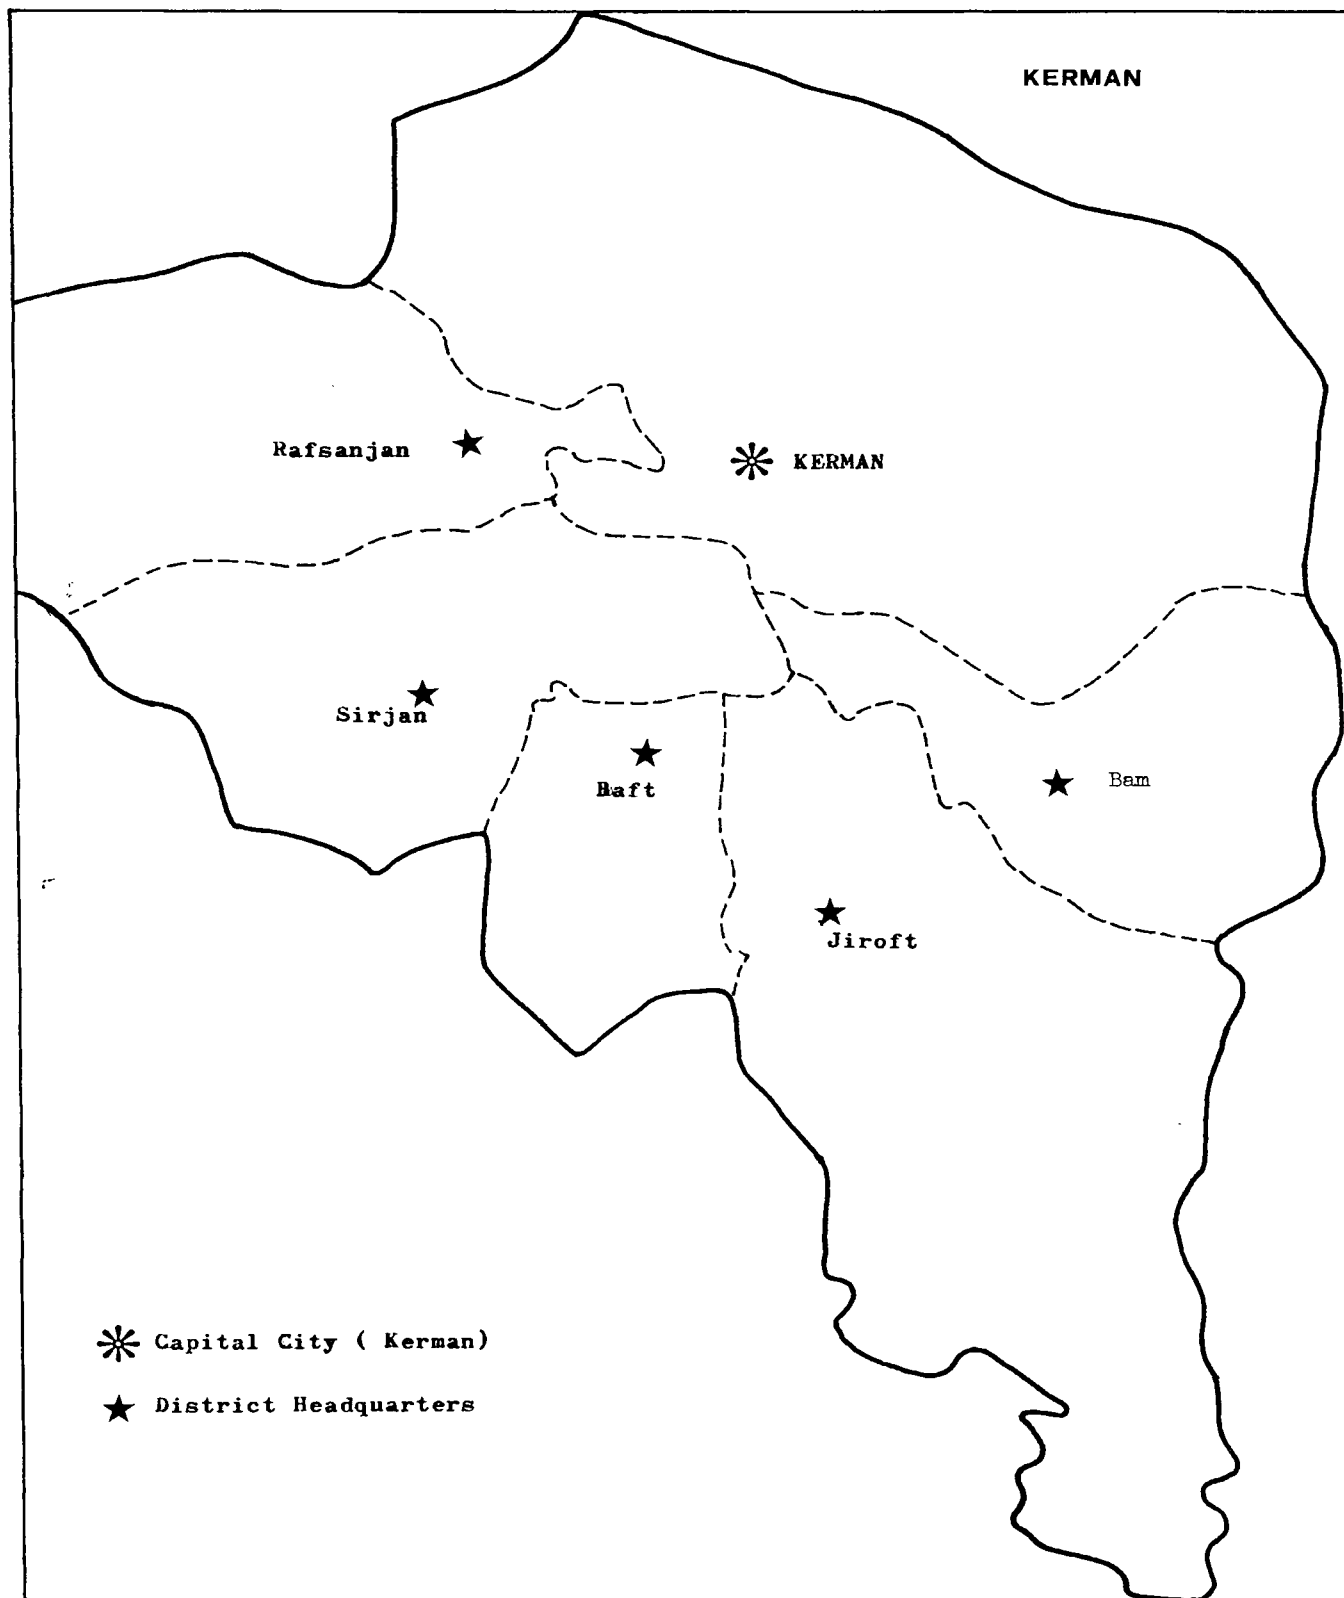 KERMAN
Rafsanjan
KERMAN
Sirjan
Baft
Bam
Jiroft
Capital City ( Kerman)
District Headquarters